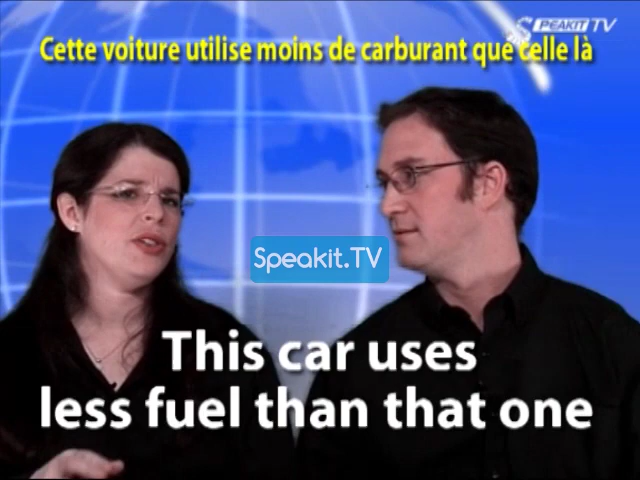 SPEAKIT TV
Cette voiture utilise moins de carburant que celle là
Speakit.TV
This car uses
less fuel than that one